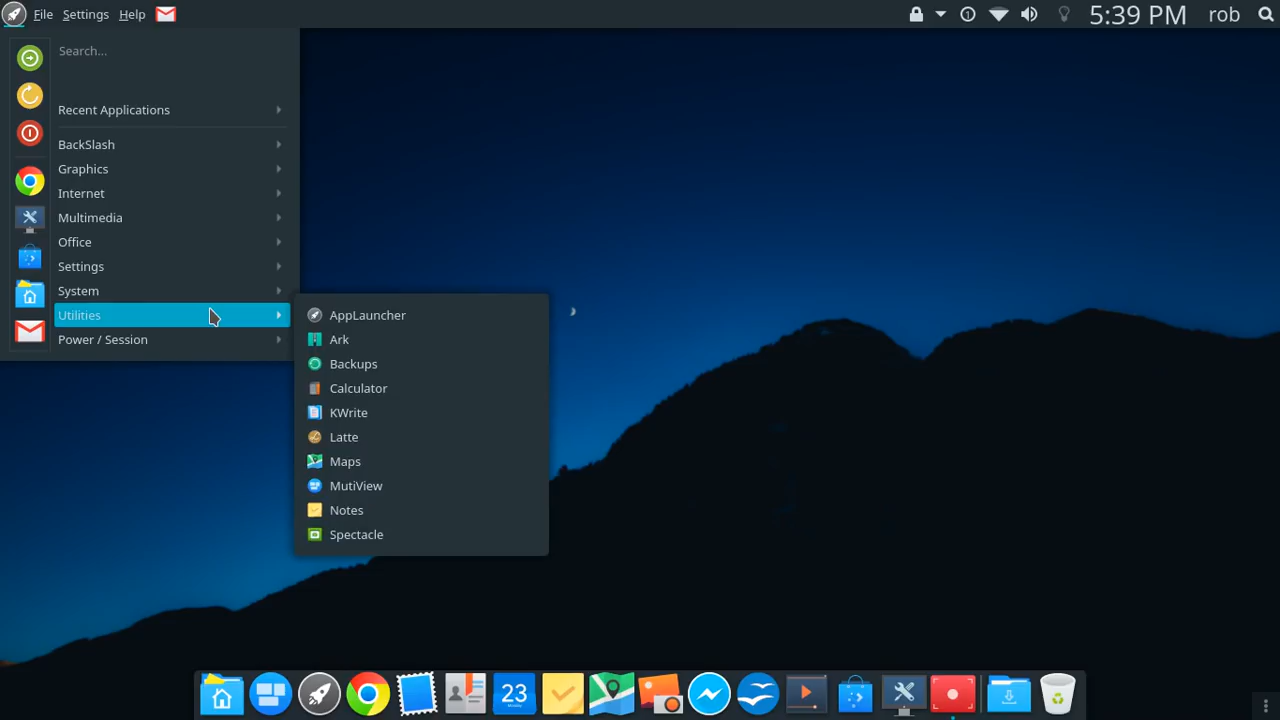 File Settings Help
5:39 PM rob
Search...
Recent Applications
BackSlash
Graphics
Internet
Multimedia
Office
Settings
System
Utilities
Power / Session
AppLauncher
Ark
Backups
Calculator
KWrite
Latte
Maps
MutiView
Notes
Spectacle
23